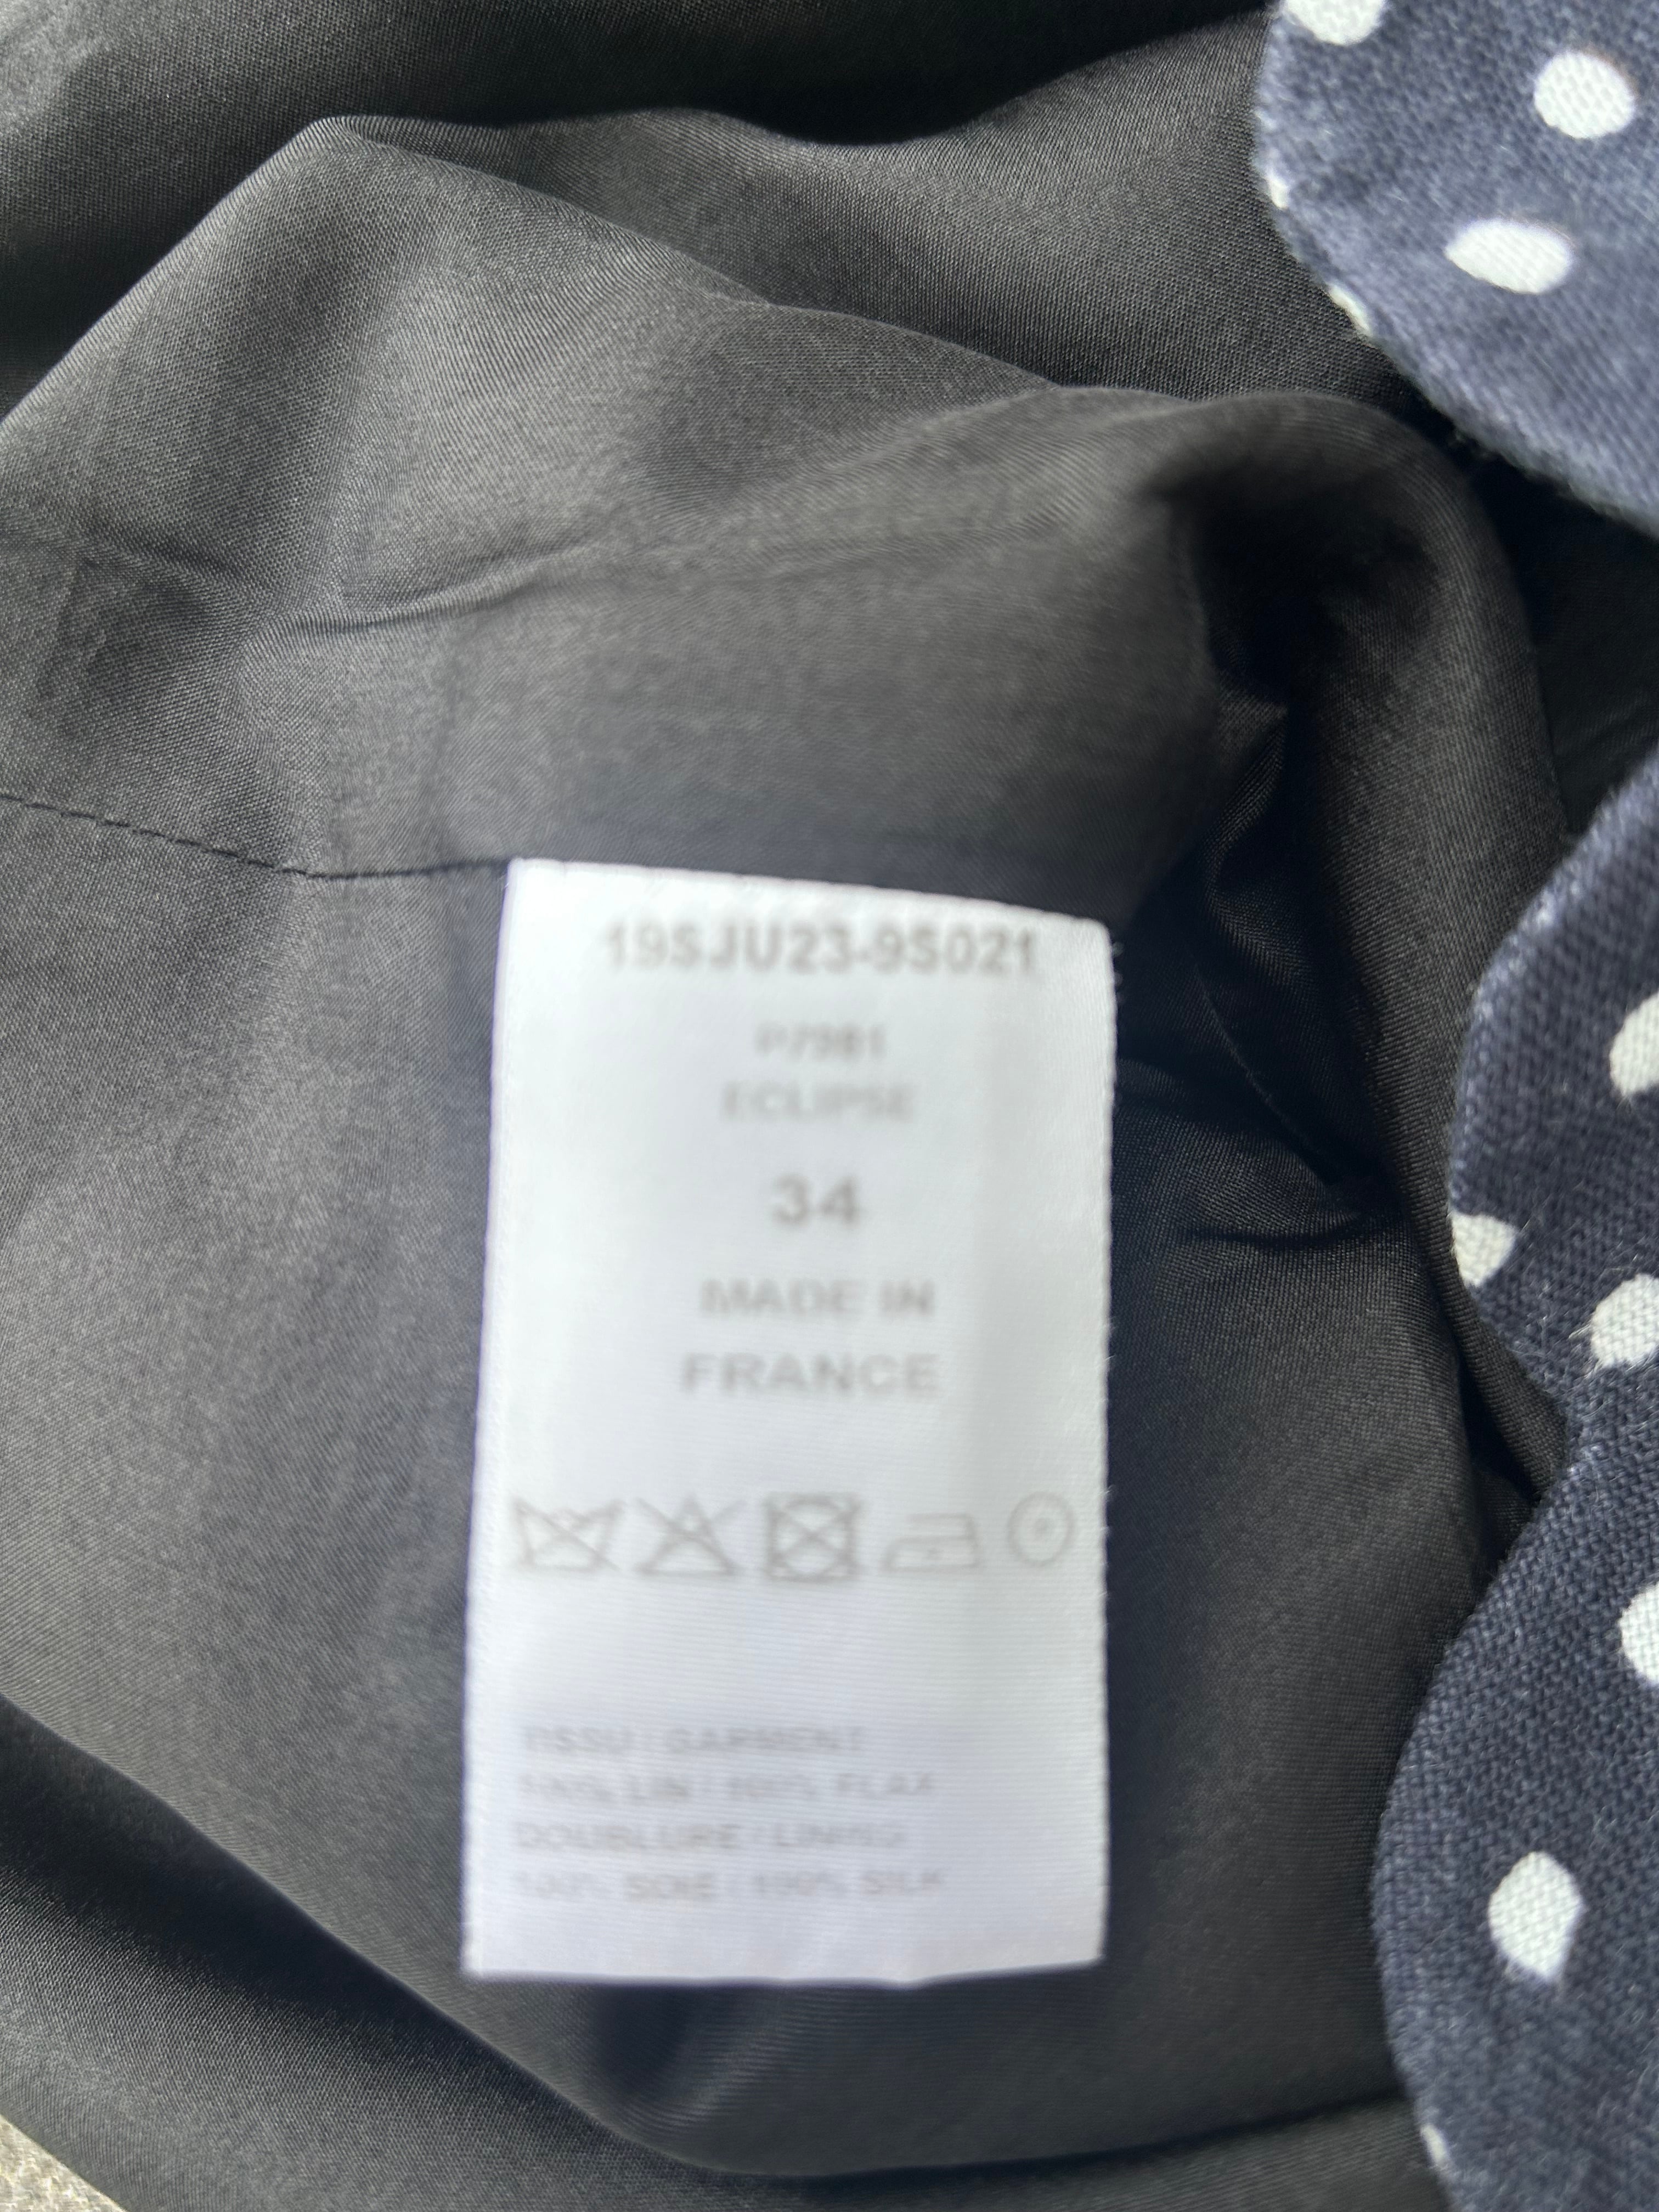 19SJU23-9S021
P7981
ECLIPSE
34
MADE IN
FRANCE
TISSU / GARMENT
100% LIN / 100% FLAX
DOUBLURE / LINING
100% SOIE / 100% SILK